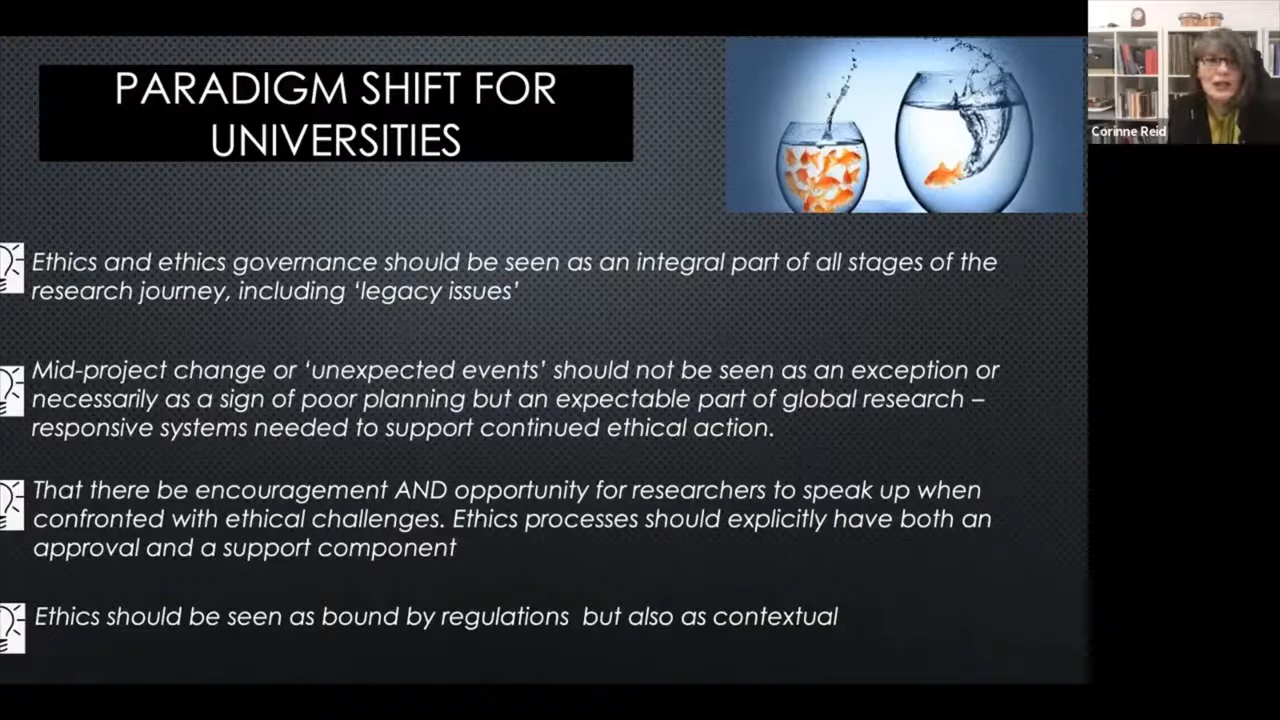 PARADIGM SHIFT FOR
UNIVERSITIES
Corinne Reid
Ethics and ethics governance should be seen as an integral part of all stages of the
research journey, including ‘legacy issues’
Mid-project change or ‘unexpected events’ should not be seen as an exception or
necessarily as a sign of poor planning but an expectable part of global research –
responsive systems needed to support continued ethical action.
That there be encouragement AND opportunity for researchers to speak up when
confronted with ethical challenges. Ethics processes should explicitly have both an
approval and a support component
Ethics should be seen as bound by regulations  but also as contextual